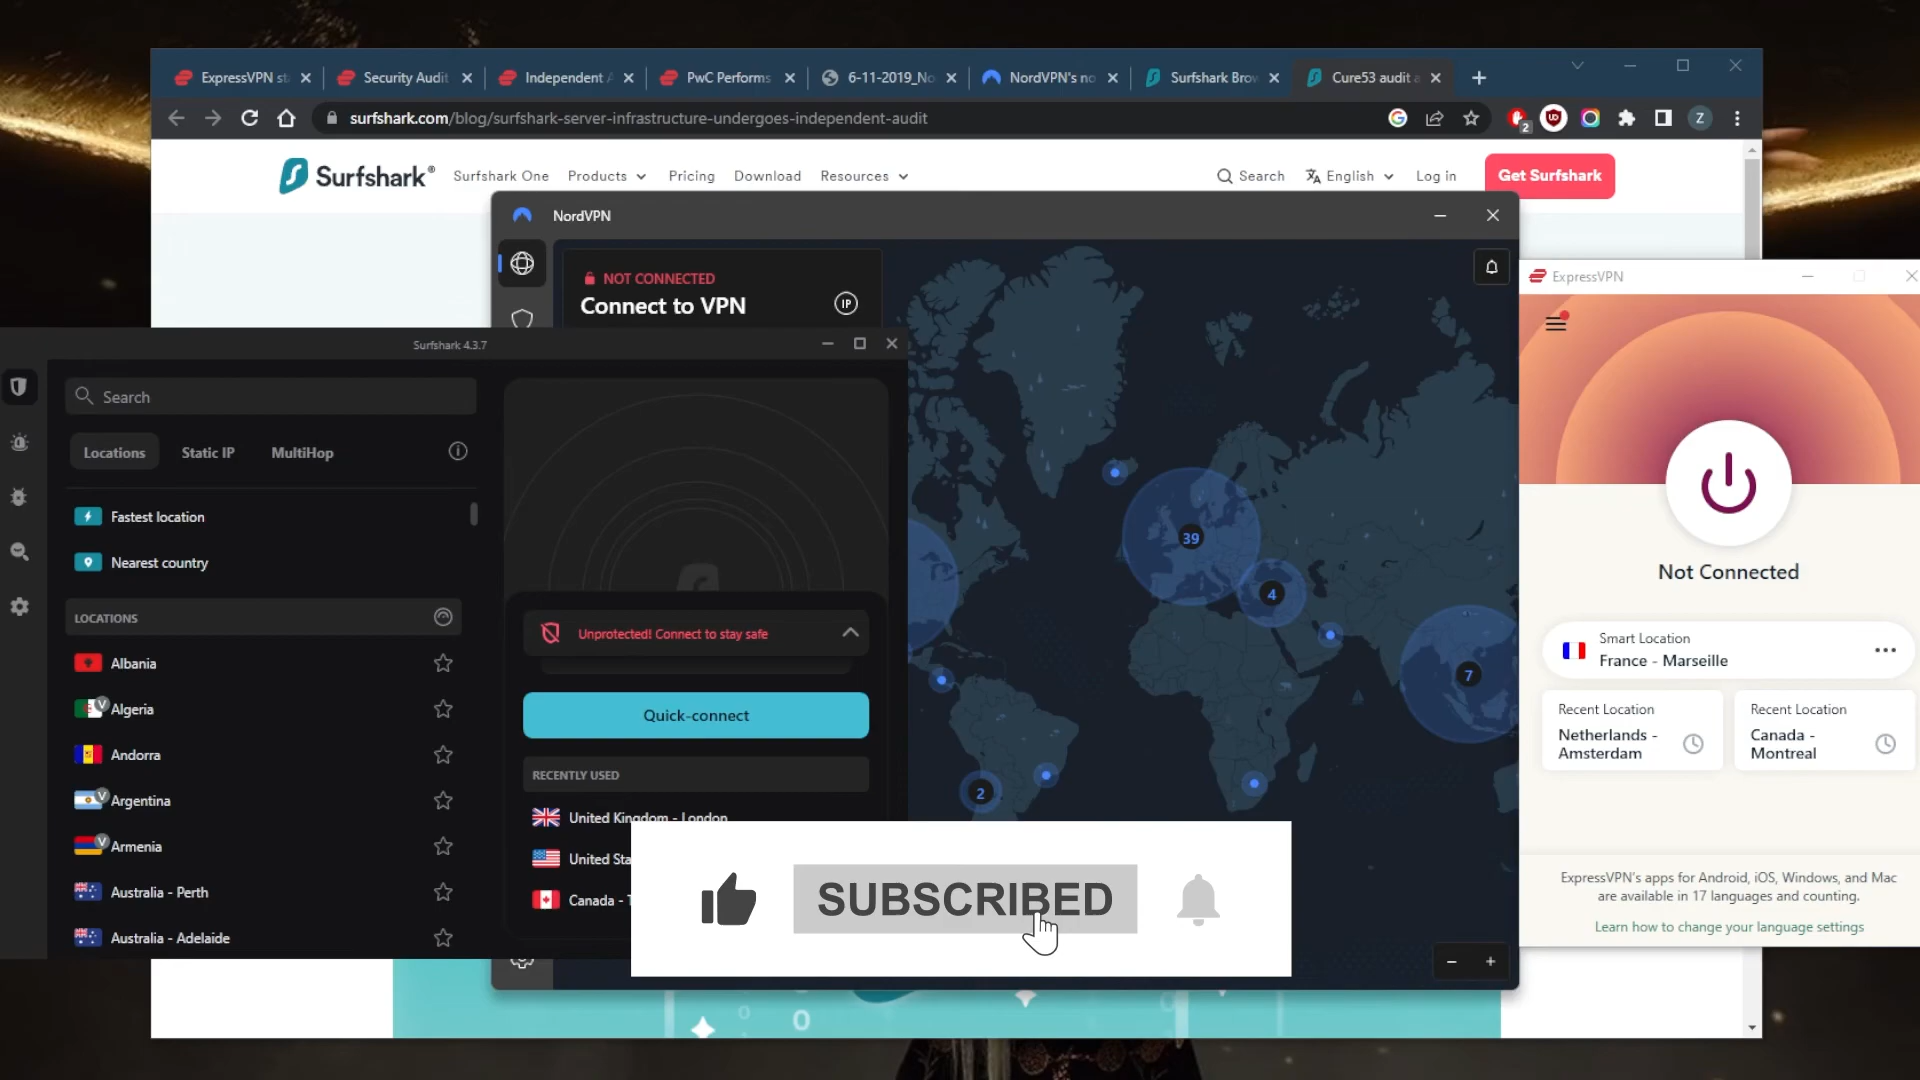 ExpressVPN st
Security Audit
Independent A
PwC Performs
6-11-2019_No
NordVPN's no
Surfshark Brow
Cure53 audit a
surfshark.com/blog/surfshark-server-infrastructure-undergoes-independent-audit
2
Z
Surfshark®
Surfshark One
Products
Pricing
Download
Resources
Search
English
Log in
Get Surfshark
NordVPN
NOT CONNECTED
Connect to VPN
IP
39
4
7
2
Surfshark 4.3.7
Search
Locations
Static IP
MultiHop
Fastest location
Nearest country
LOCATIONS
Albania
V
Algeria
Andorra
V
Argentina
V
Armenia
Australia - Perth
Australia - Adelaide
Unprotected! Connect to stay safe
Quick-connect
RECENTLY USED
United Kingdom - London
United Sta
Canada - T
SUBSCRIBED
ExpressVPN
Not Connected
Smart Location
France - Marseille
Recent Location
Netherlands -
Amsterdam
Recent Location
Canada -
Montreal
ExpressVPN's apps for Android, iOS, Windows, and Mac
are available in 17 languages and counting.
Learn how to change your language settings
0
0